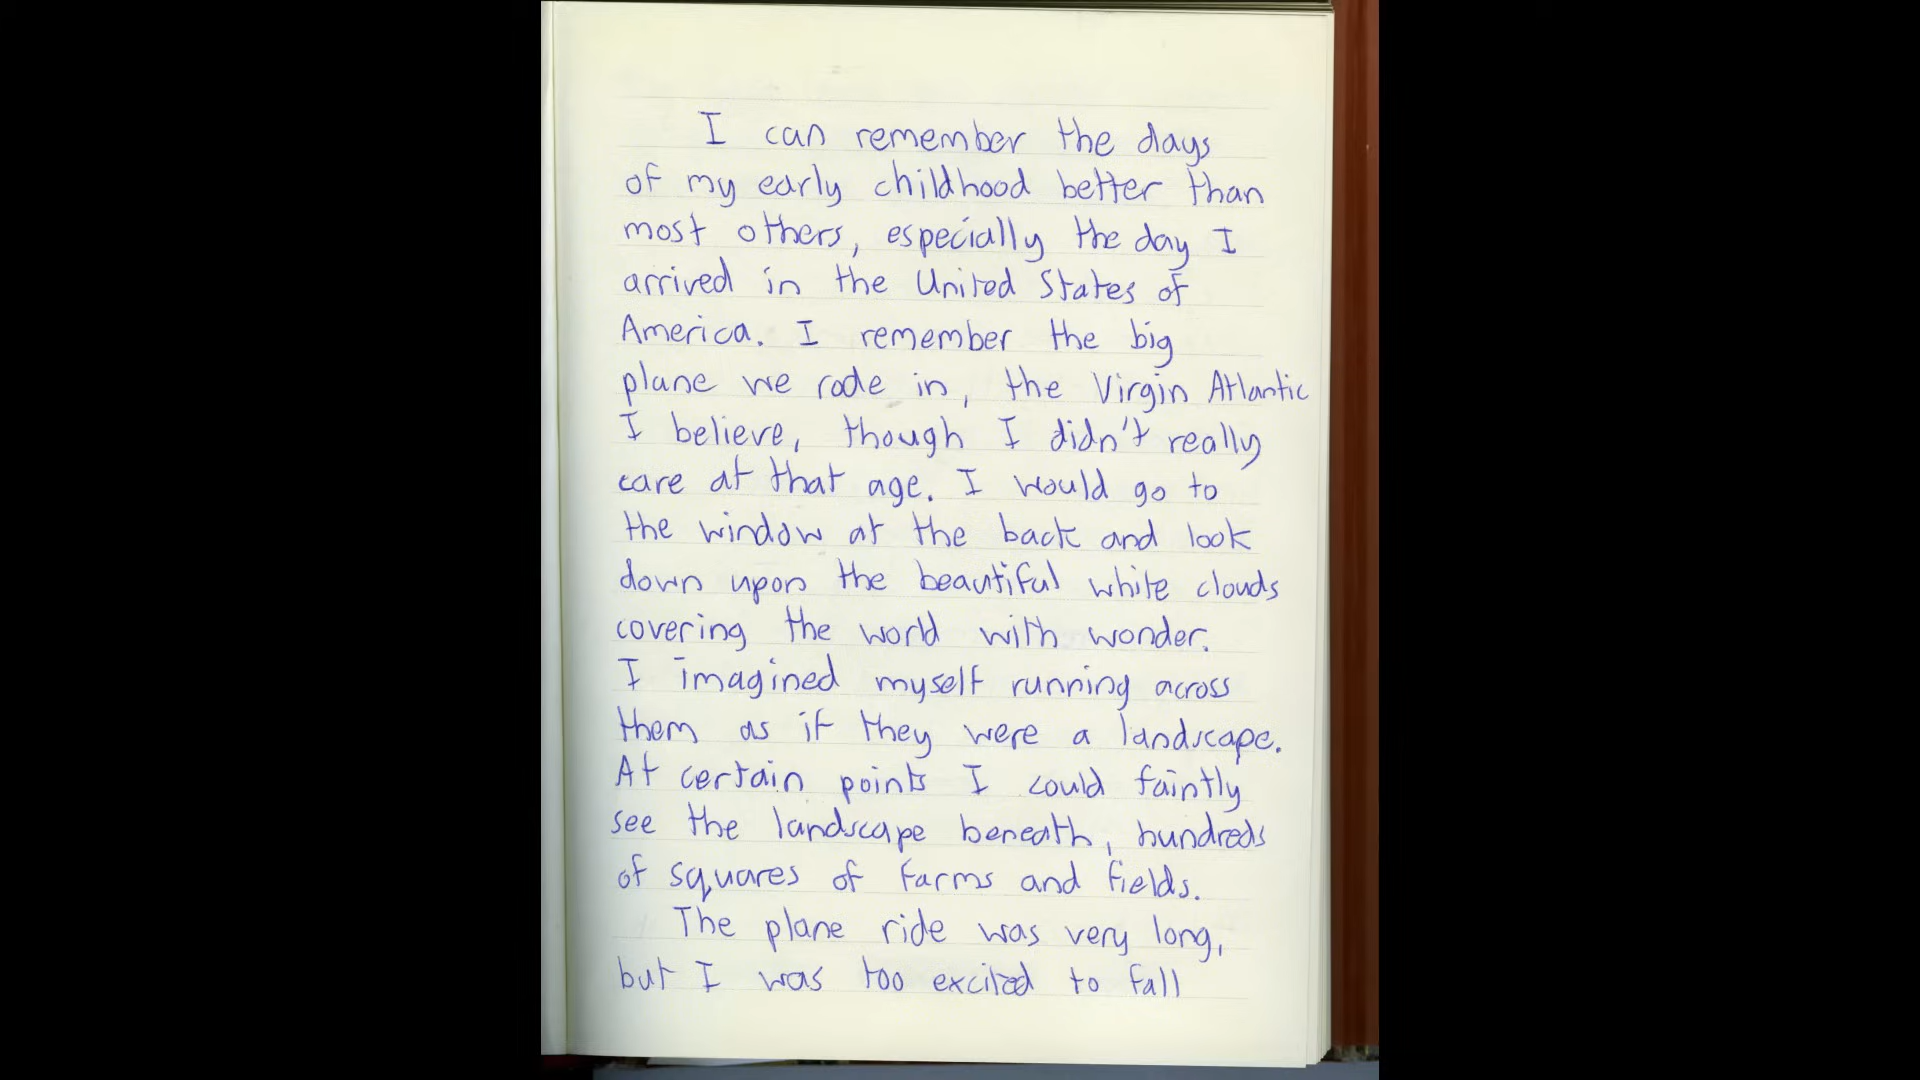 I can remember the days
of my early childhood better than
most others, especially the day I
arrived in the United States of
America. I remember the big
plane we rode in, the Virgin Atlantic
I believe, though I didn't really
care at that age. I would go to
the window at the back and look
down upon the beautiful white clouds
covering the world with wonder.
I imagined myself running across
them as if they were a landscape.
At certain points I could faintly
see the landscape beneath, hundreds
of squares of farms and fields.
The plane ride was very long,
but I was too excited to fall